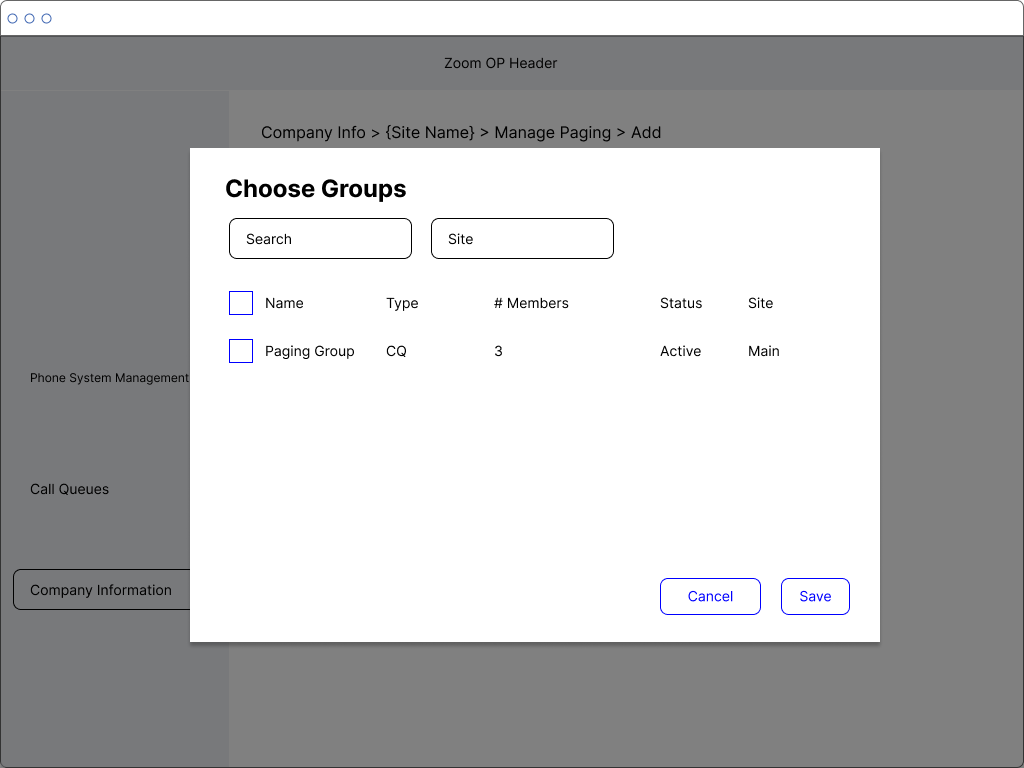 Zoom OP Header
Company Info > {Site Name} > Manage Paging > Add
Choose Groups
Search Site
Name Type # Members Status Site
Paging Group CQ 3 Active Main
Phone System Management
Call Queues
Company Information
Cancel Save